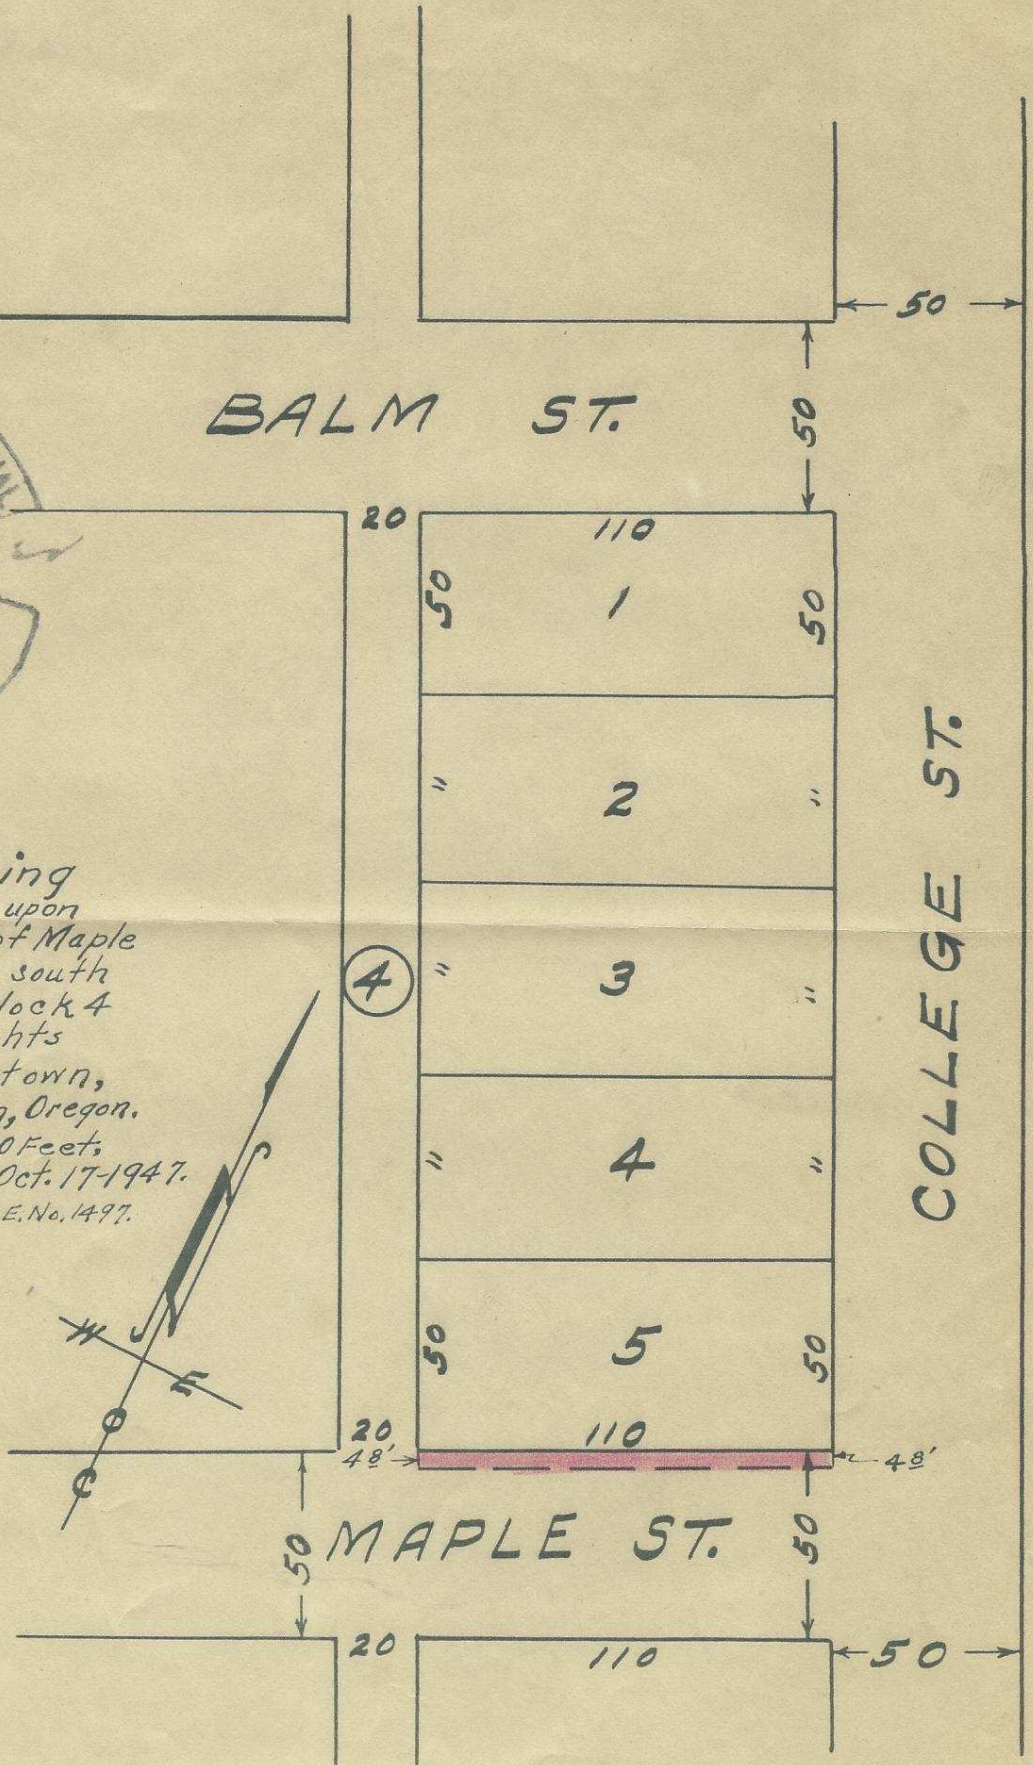 50
BALM ST.
50
20
110
50
1
50
"
2
"
COLLEGE ST.
ing
upon
of Maple
south
lock 4
hts
town,
n, Oregon.
0 Feet,
Oct. 17-1947.
E. No. 1497.
4
"
3
"
"
4
"
W
E
50
5
50
20
110
48'
48'
50
MAPLE ST.
50
20
110
50